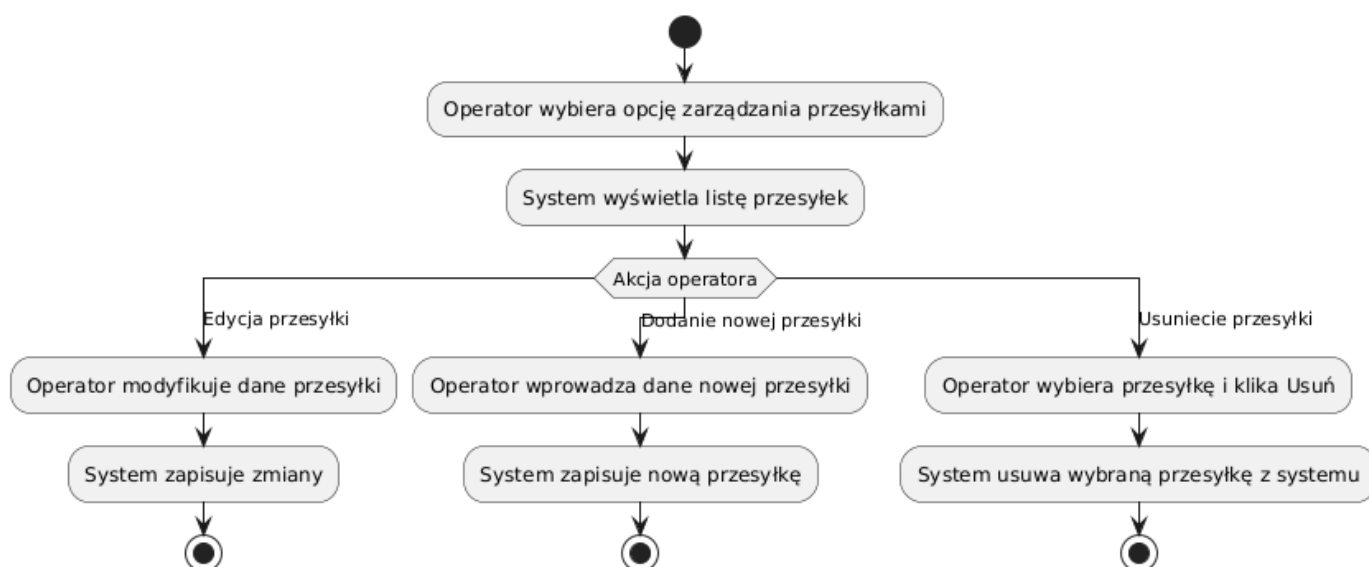 Operator wybiera opcję zarządzania przesyłkami
System wyświetla listę przesyłek
Akcja operatora
Edycja przesyłki
Dodanie nowej przesyłki
Usuniecie przesyłki
Operator modyfikuje dane przesyłki
Operator wprowadza dane nowej przesyłki
Operator wybiera przesyłkę i klika Usuń
System zapisuje zmiany
System zapisuje nową przesyłkę
System usuwa wybraną przesyłkę z systemu